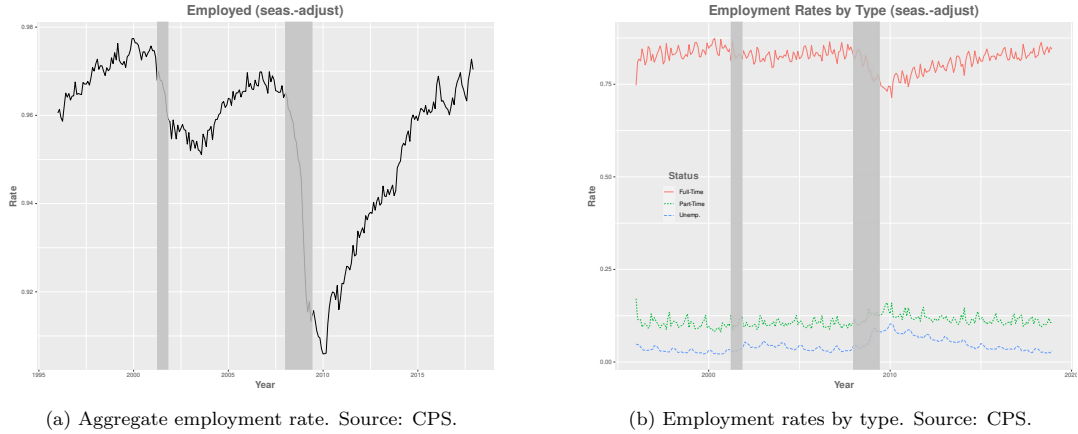 Employed (seas.-adjust)
0.98
0.96
0.94
0.92
Rate
1995
2000
2005
2010
2015
Year
(a) Aggregate employment rate. Source: CPS.
Employment Rates by Type (seas.-adjust)
0.75
0.50
0.25
0.00
Rate
Status
Full-Time
Part-Time
Unemp.
2000
2010
2020
Year
(b) Employment rates by type. Source: CPS.